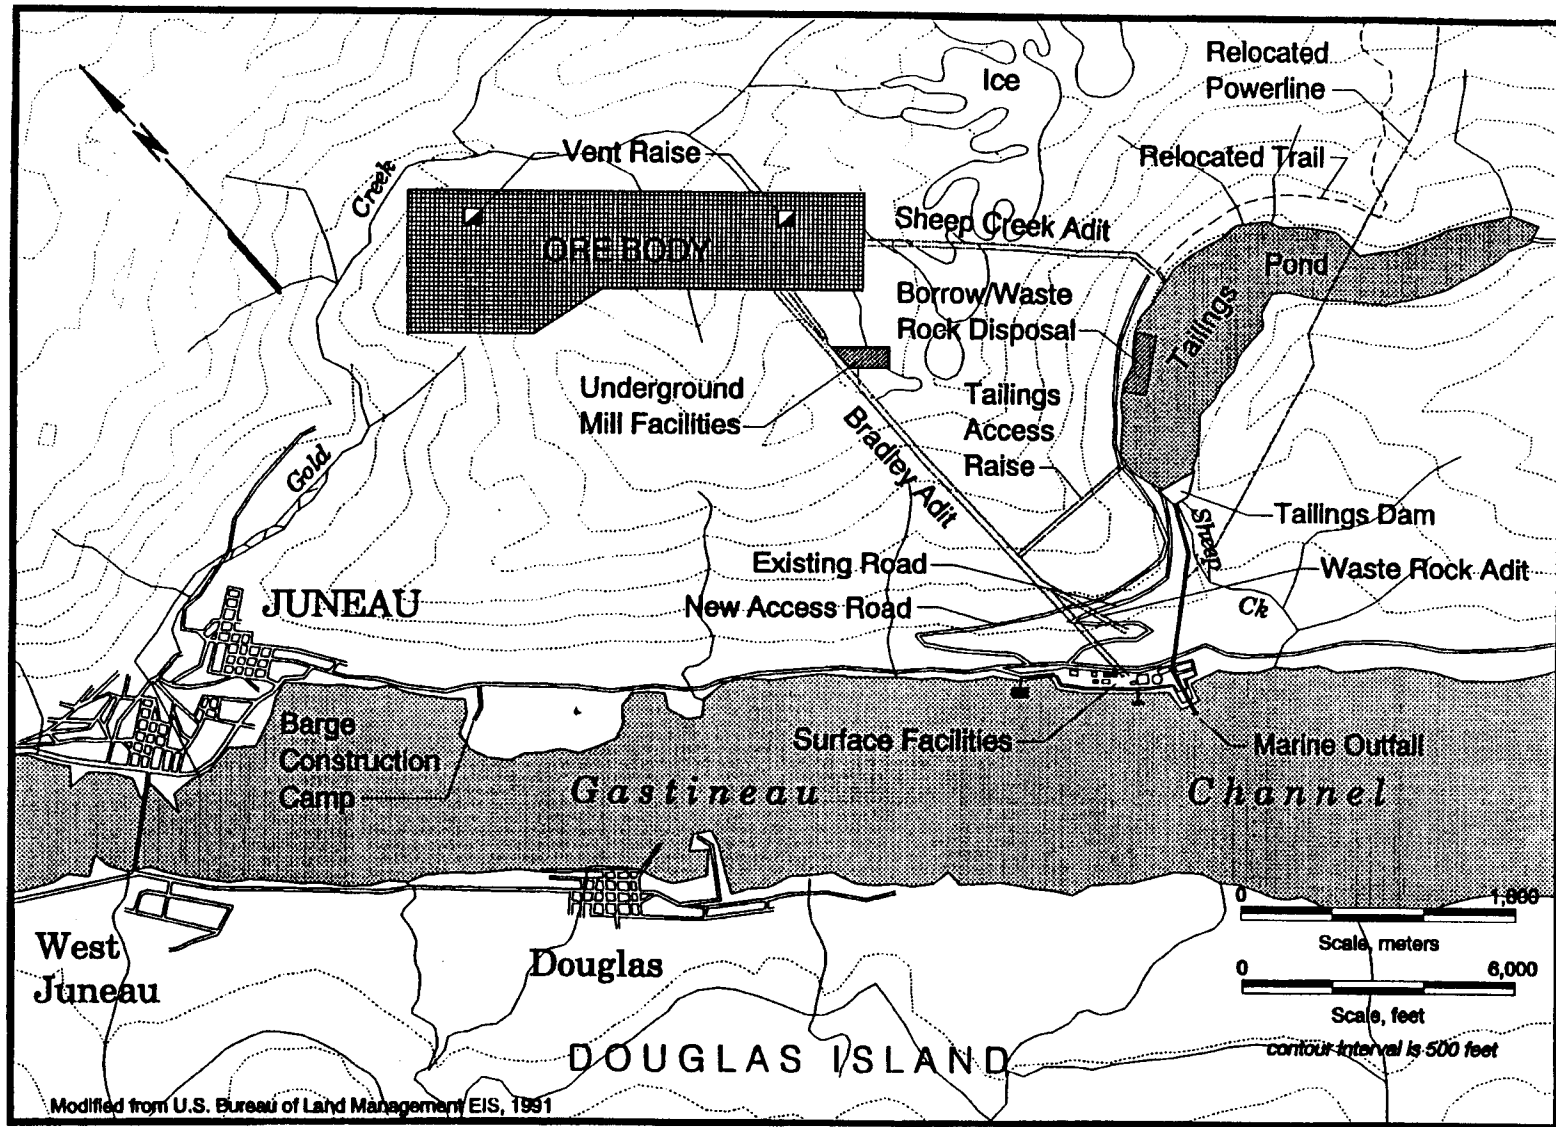 Relocated
Powerline
Ice
N
Vent Raise
Relocated Trail
Creek
Sheep Creek Adit
ORE BODY
Pond
Tailings
Borrow/Waste
Rock Disposal
Underground
Mill Facilities
Tailings
Access
Raise
Bradley Adit
Gold
Tailings Dam
Sheep
Ck
Existing Road
Waste Rock Adit
New Access Road
JUNEAU
Barge
Construction
Camp
Surface Facilities
Marine Outfall
Gastineau Channel
0 1,800
Scale, meters
0 6,000
Scale, feet
contour interval is 500 feet
West
Juneau
Douglas
DOUGLAS ISLAND
Modified from U.S. Bureau of Land Management EIS, 1991